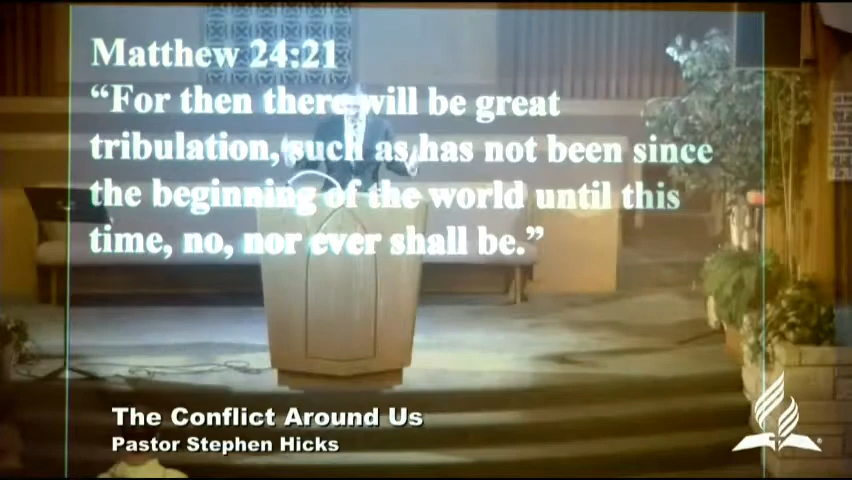 Matthew 24:21
“For then there will be great
tribulation, such as has not been since
the beginning of the world until this
time, no, nor ever shall be.”
The Conflict Around Us
Pastor Stephen Hicks
®